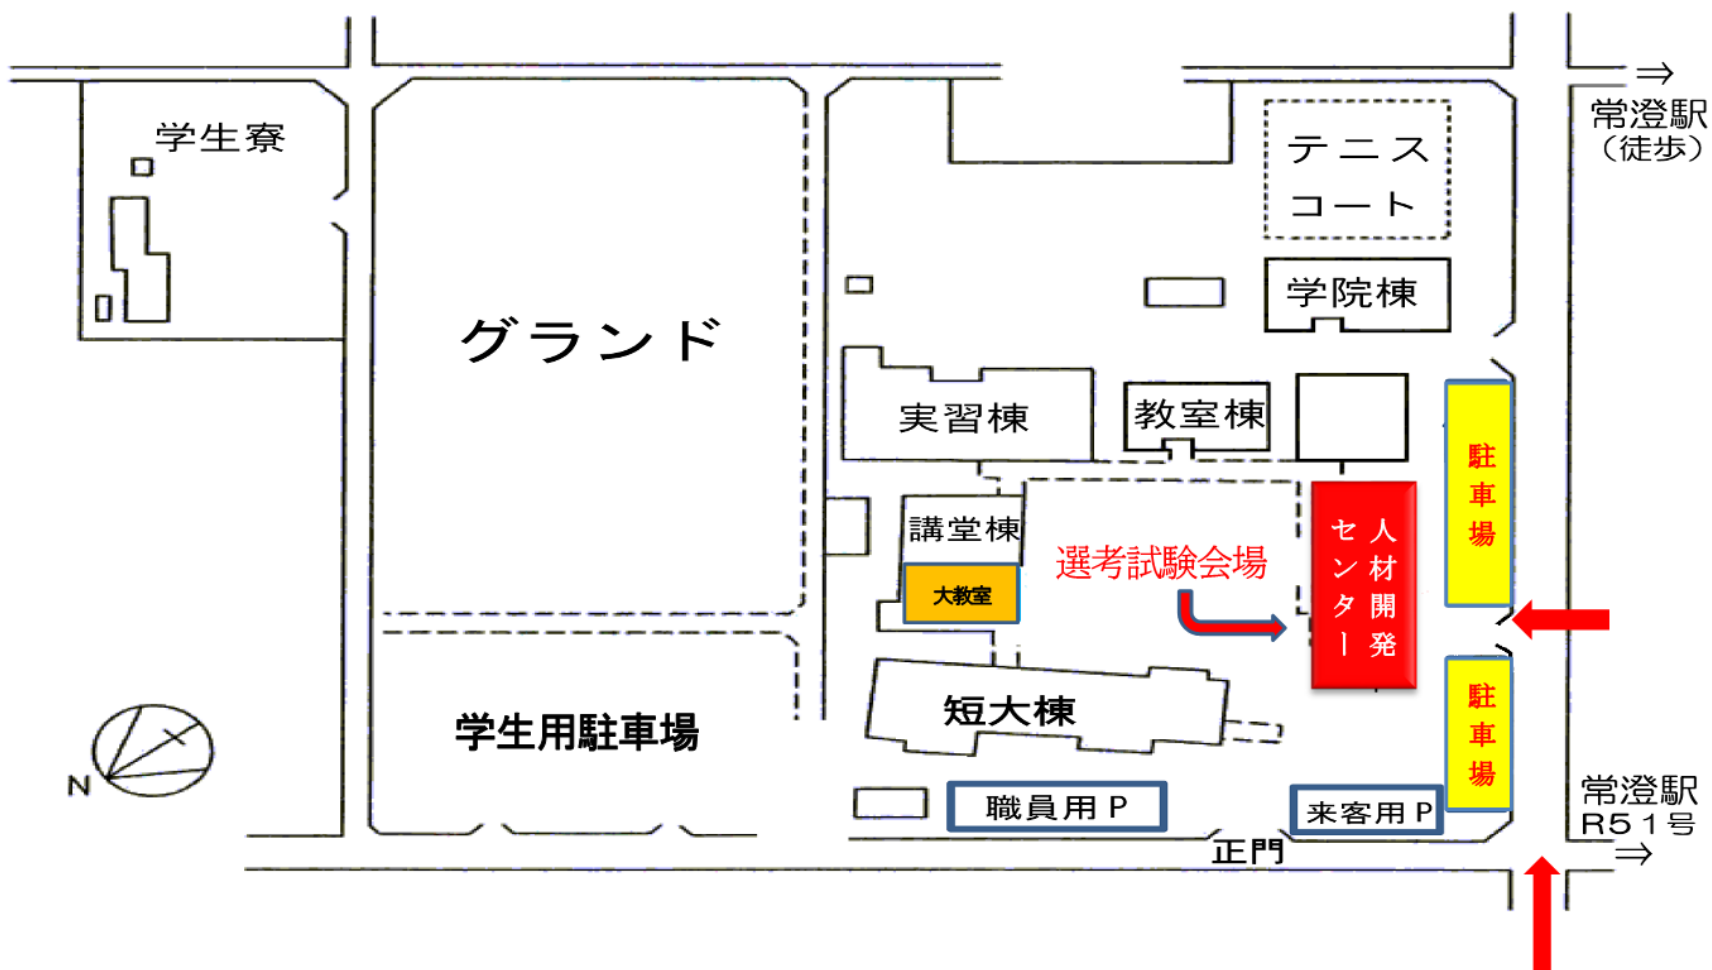 ⇒
常澄駅
（徒歩）
学生寮
テニス
コート
学院棟
グランド
実習棟
教室棟
駐車場
講堂棟
人材開発
センター
選考試験会場
大教室
短大棟
駐車場
学生用駐車場
N
職員用P
来客用P
常澄駅
R51号
⇒
正門